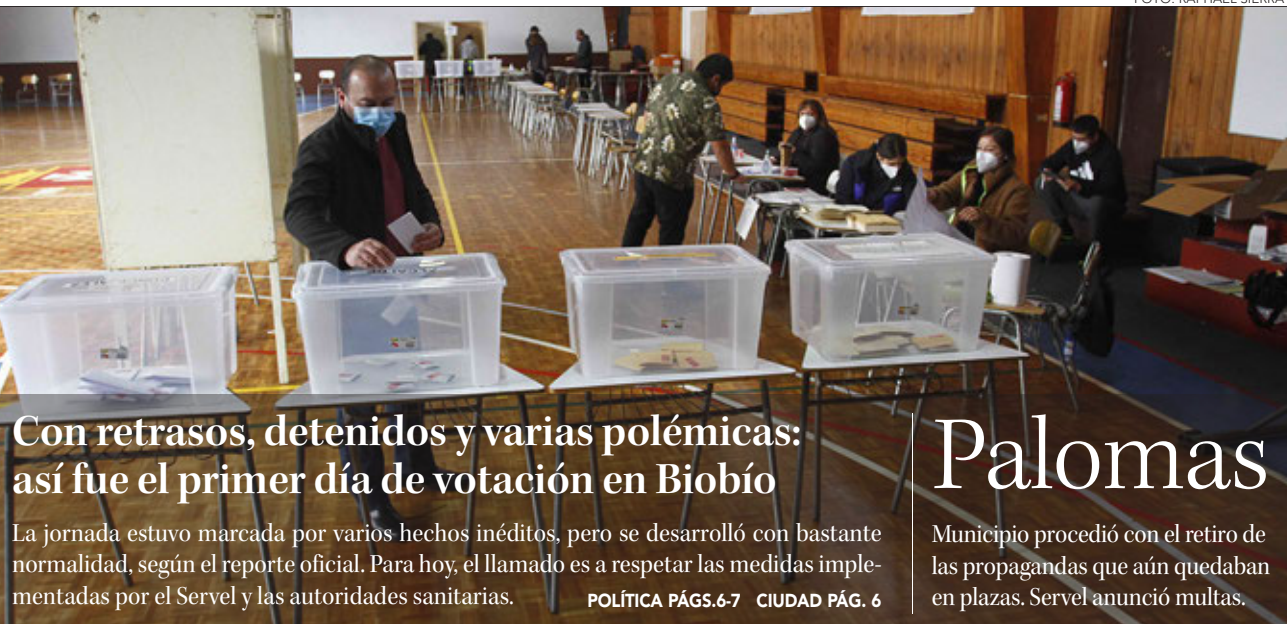 Con retrasos, detenidos y varias polémicas:
así fue el primer día de votación en Biobío
La jornada estuvo marcada por varios hechos inéditos, pero se desarrolló con bastante
normalidad, según el reporte oficial. Para hoy, el llamado es a respetar las medidas imple-
mentadas por el Servel y las autoridades sanitarias.
POLÍTICA PÁGS.6-7 CIUDAD PÁG. 6
Palomas
Municipio procedió con el retiro de
las propagandas que aún quedaban
en plazas. Servel anunció multas.